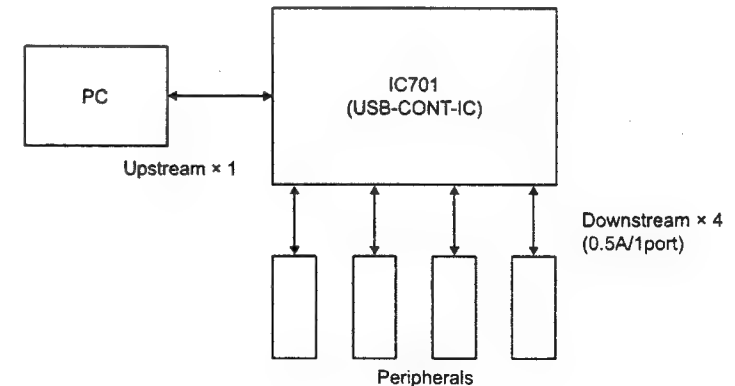 PC
IC701
(USB-CONT-IC)
Upstream × 1
Downstream × 4
(0.5A/1port)
Peripherals